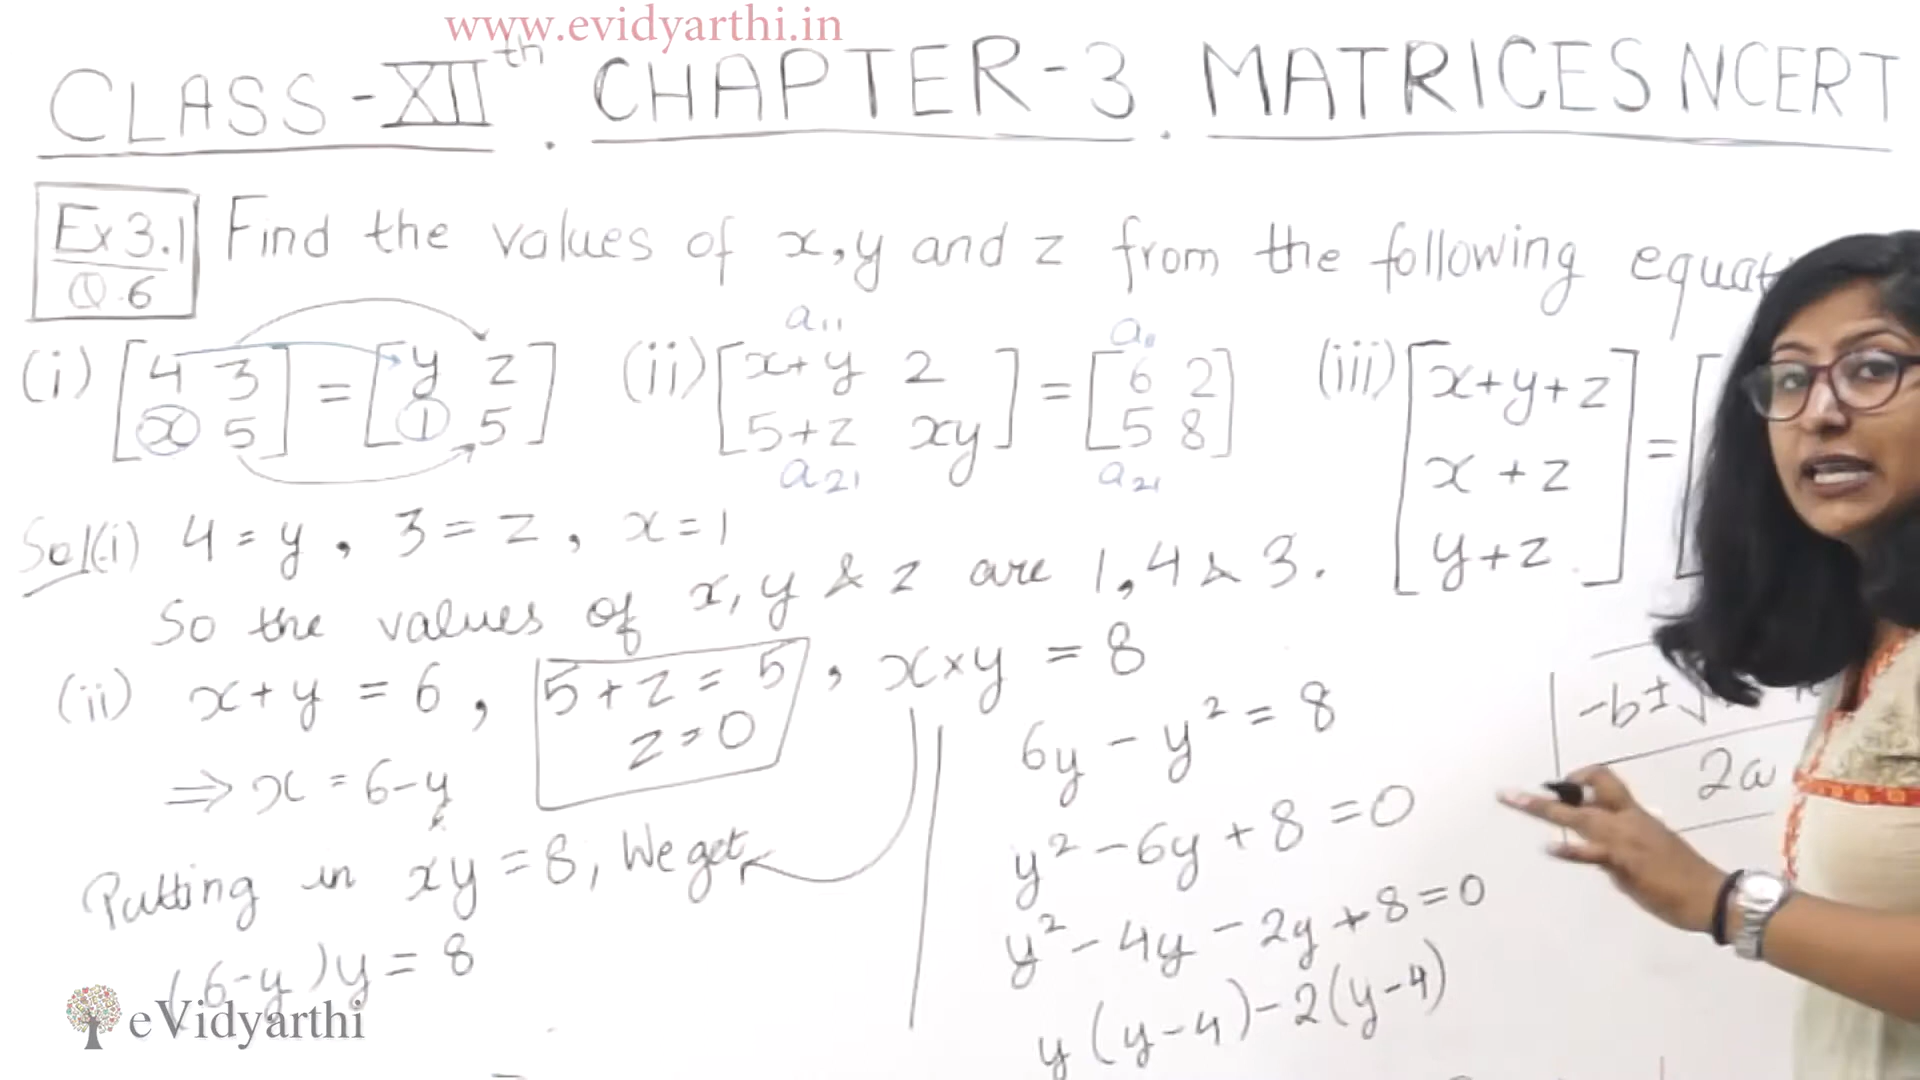 www.evidyarthi.in
CLASS-XIIth. CHAPTER-3. MATRICES NCERT
Ex 3.1 Find the values of x, y and z from the following
Q.6
a11 a11
(i) [4 3] = [y z] (ii) [x+y 2] = [6 2] (iii) [x+y+z] = [
[x 5] [1 5] [5+z xy] [5 8] [x + z]
a21 a21
[y+z]
Sol(i) 4 = y, 3 = z, x = 1
So the values of x, y & z are 1, 4 & 3.
(ii) x+y = 6, 5+z = 5, x×y = 8
z = 0
⇒ x = 6-y
Putting in xy = 8, We get
(6-y)y = 8
6y - y² = 8
y² - 6y + 8 = 0
y² - 4y - 2y + 8 = 0
y(y-4) - 2(y-4)
-b±√
2a
eVidyarthi